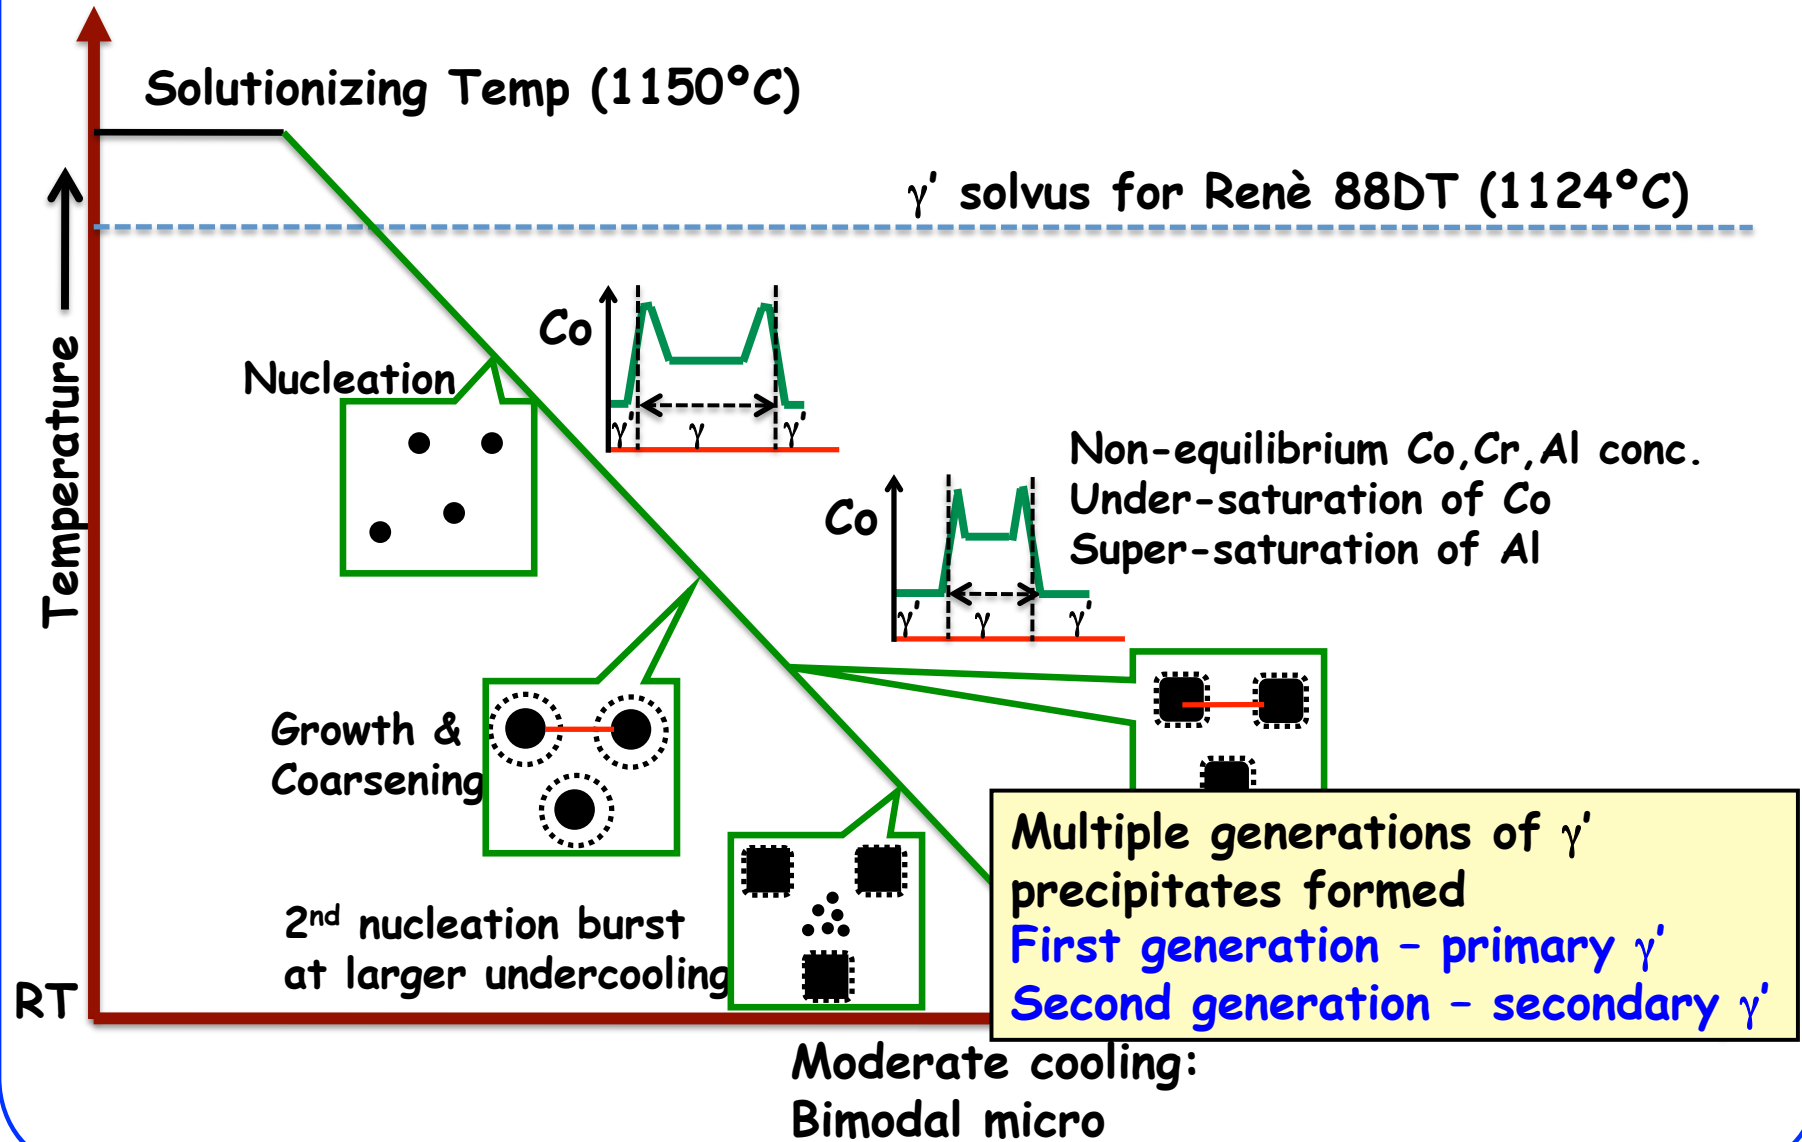 Solutionizing Temp (1150°C)
γ' solvus for Renè 88DT (1124°C)
Temperature
Nucleation
Co
γ' γ γ'
Co
γ' γ γ'
Non-equilibrium Co,Cr,Al conc.
Under-saturation of Co
Super-saturation of Al
Growth &
Coarsening
2nd nucleation burst
at larger undercooling
RT
Multiple generations of γ'
precipitates formed
First generation – primary γ'
Second generation – secondary γ'
Moderate cooling:
Bimodal micro